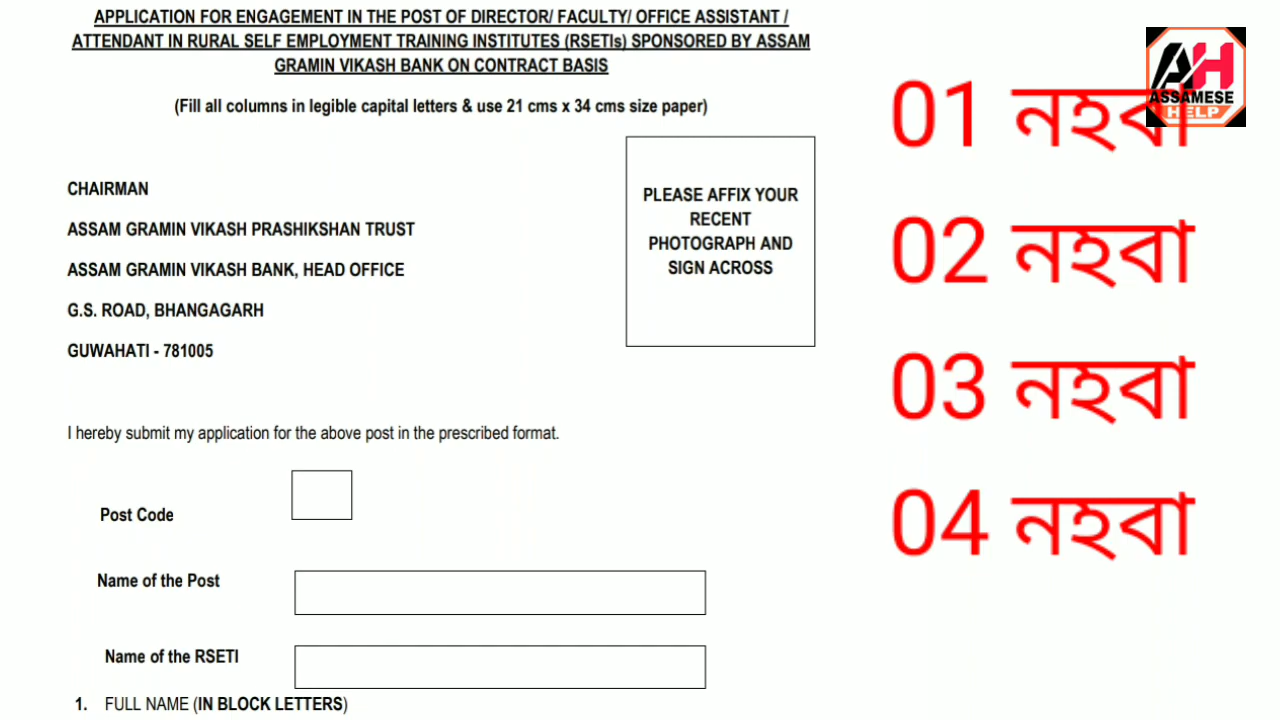 APPLICATION FOR ENGAGEMENT IN THE POST OF DIRECTOR/ FACULTY/ OFFICE ASSISTANT /
ATTENDANT IN RURAL SELF EMPLOYMENT TRAINING INSTITUTES (RSETIs) SPONSORED BY ASSAM
GRAMIN VIKASH BANK ON CONTRACT BASIS
(Fill all columns in legible capital letters & use 21 cms x 34 cms size paper)
PLEASE AFFIX YOUR
RECENT
PHOTOGRAPH AND
SIGN ACROSS
CHAIRMAN
ASSAM GRAMIN VIKASH PRASHIKSHAN TRUST
ASSAM GRAMIN VIKASH BANK, HEAD OFFICE
G.S. ROAD, BHANGAGARH
GUWAHATI - 781005
I hereby submit my application for the above post in the prescribed format.
Post Code
Name of the Post
Name of the RSETI
1. FULL NAME (IN BLOCK LETTERS)
01 নহবা
02 নহবা
03 নহবা
04 নহবা
AH
ASSAMESE
HELP